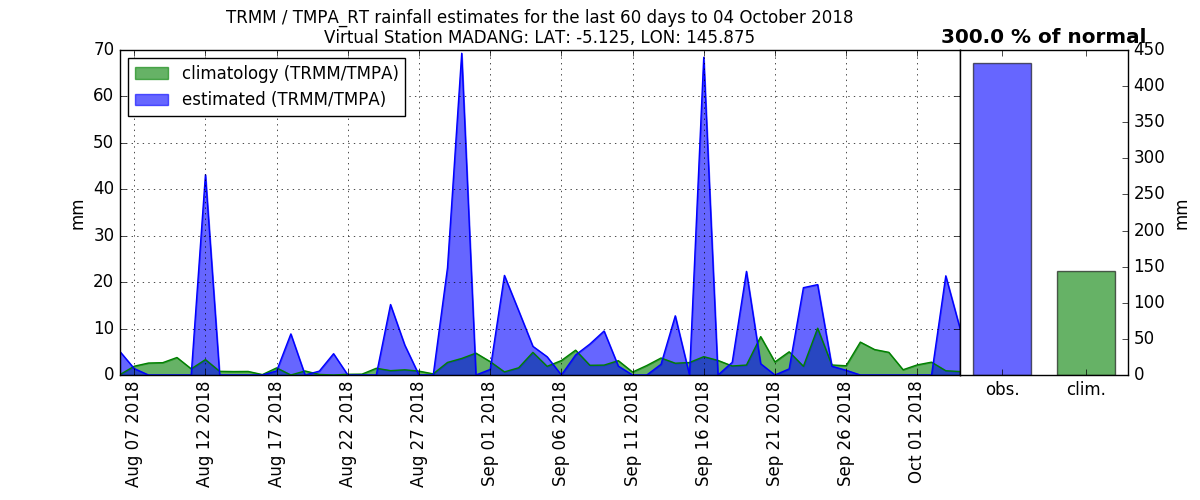 TRMM / TMPA_RT rainfall estimates for the last 60 days to 04 October 2018
Virtual Station MADANG: LAT: -5.125, LON: 145.875
300.0 % of normal
climatology (TRMM/TMPA)
estimated (TRMM/TMPA)
mm
70
60
50
40
30
20
10
0
Aug 07 2018
Aug 12 2018
Aug 17 2018
Aug 22 2018
Aug 27 2018
Sep 01 2018
Sep 06 2018
Sep 11 2018
Sep 16 2018
Sep 21 2018
Sep 26 2018
Oct 01 2018
obs.
clim.
450
400
350
300
250
200
150
100
50
0
mm